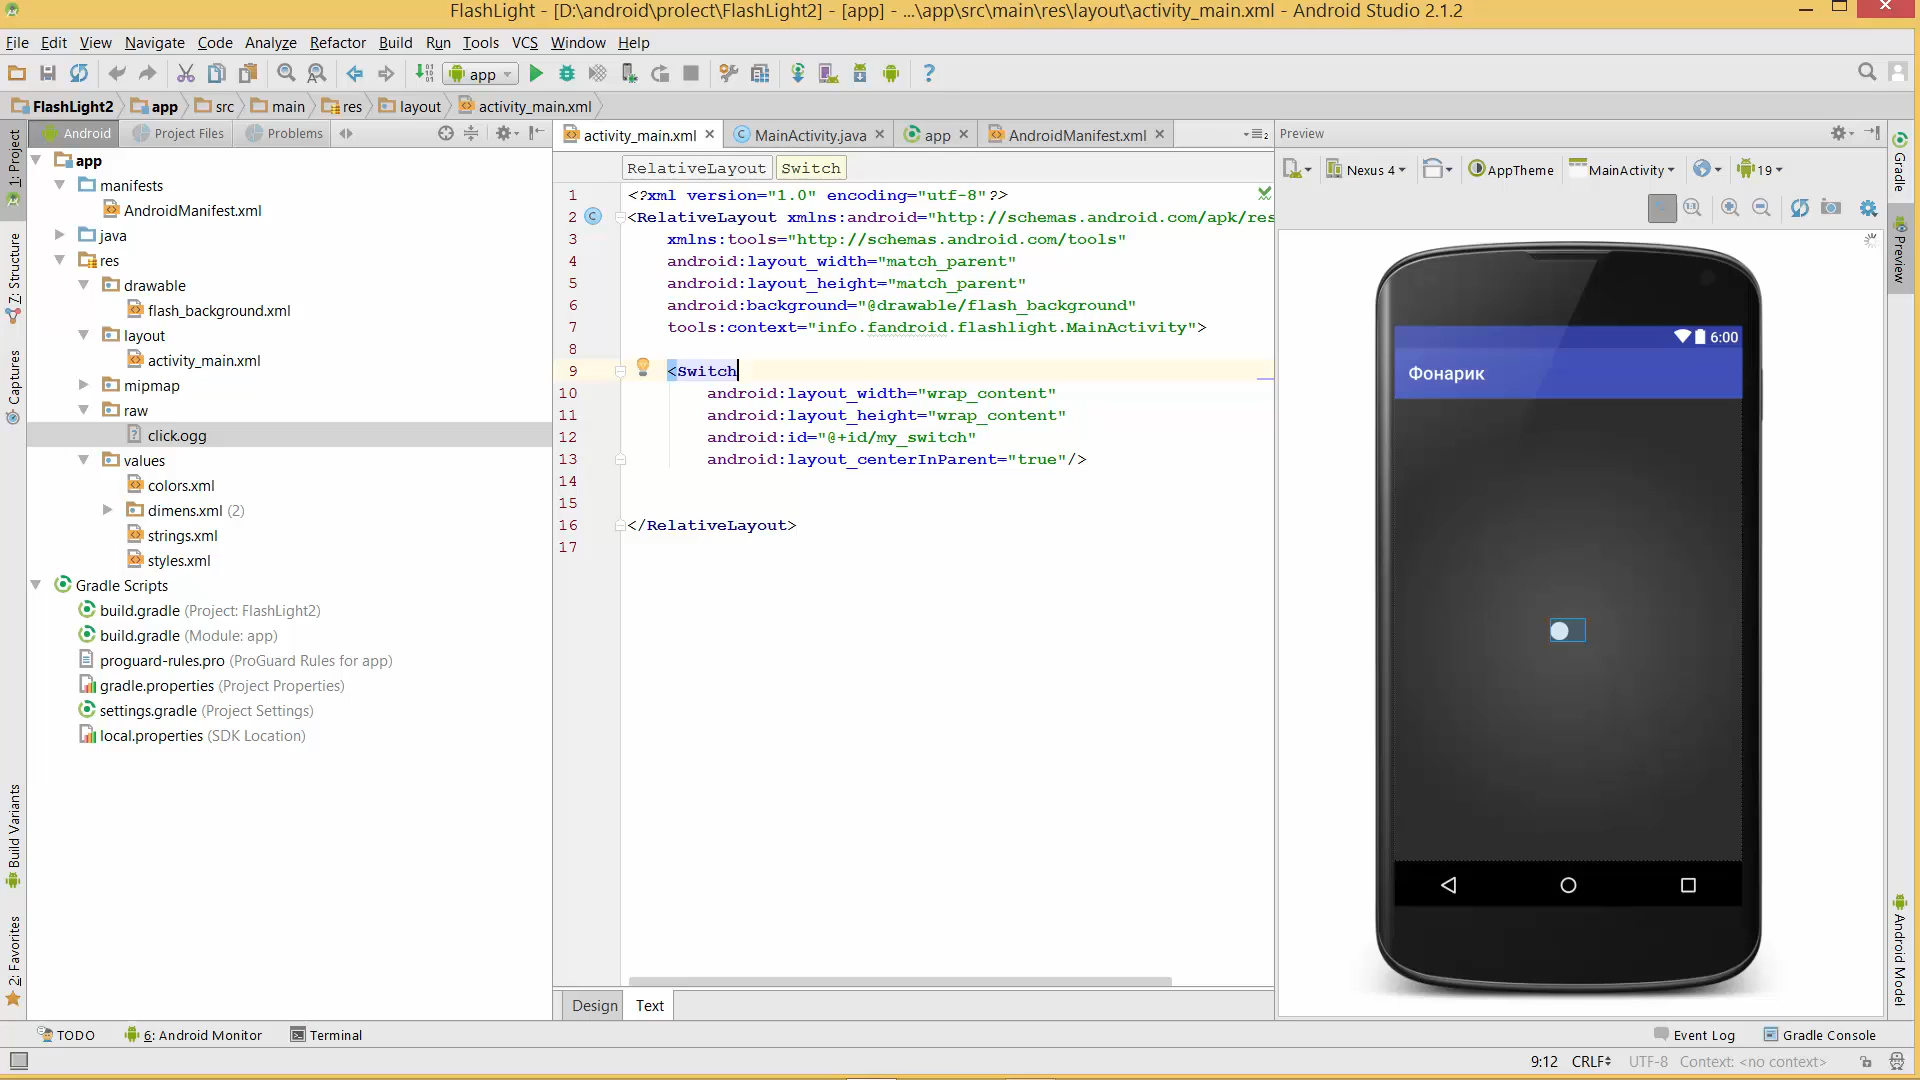 FlashLight - [D:\android\prolect\FlashLight2] - [app] - ...\app\src\main\res\layout\activity_main.xml - Android Studio 2.1.2
File Edit View Navigate Code Analyze Refactor Build Run Tools VCS Window Help
app
FlashLight2 app src main res layout activity_main.xml
Android Project Files Problems
activity_main.xml MainActivity.java app AndroidManifest.xml
Preview
Nexus 4 AppTheme MainActivity 19
RelativeLayout Switch
1: Project
Z: Structure
Captures
Build Variants
2: Favorites
app
manifests
AndroidManifest.xml
java
res
drawable
flash_background.xml
layout
activity_main.xml
mipmap
raw
click.ogg
values
colors.xml
dimens.xml (2)
strings.xml
styles.xml
Gradle Scripts
build.gradle (Project: FlashLight2)
build.gradle (Module: app)
proguard-rules.pro (ProGuard Rules for app)
gradle.properties (Project Properties)
settings.gradle (Project Settings)
local.properties (SDK Location)
1 <?xml version="1.0" encoding="utf-8"?>
2 <RelativeLayout xmlns:android="http://schemas.android.com/apk/res
3 xmlns:tools="http://schemas.android.com/tools"
4 android:layout_width="match_parent"
5 android:layout_height="match_parent"
6 android:background="@drawable/flash_background"
7 tools:context="info.fandroid.flashlight.MainActivity">
8
9 <Switch
10 android:layout_width="wrap_content"
11 android:layout_height="wrap_content"
12 android:id="@+id/my_switch"
13 android:layout_centerInParent="true"/>
14
15
16 </RelativeLayout>
17
Design Text
6:00
Фонарик
Gradle
Preview
Android Model
TODO 6: Android Monitor Terminal Event Log Gradle Console
9:12 CRLF UTF-8 Context: <no context>